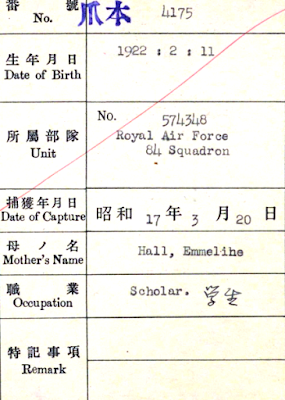 番 號
No.
爪本 4175
生年月日
Date of Birth
1922 : 2 : 11
所屬部隊
Unit
No. 574348
Royal Air Force
84 Squadron
捕獲年月日
Date of Capture
昭和 17 年 3 月 20 日
母ノ名
Mother's Name
Hall, Emmelihe
職業
Occupation
Scholar. 学生
特記事項
Remark